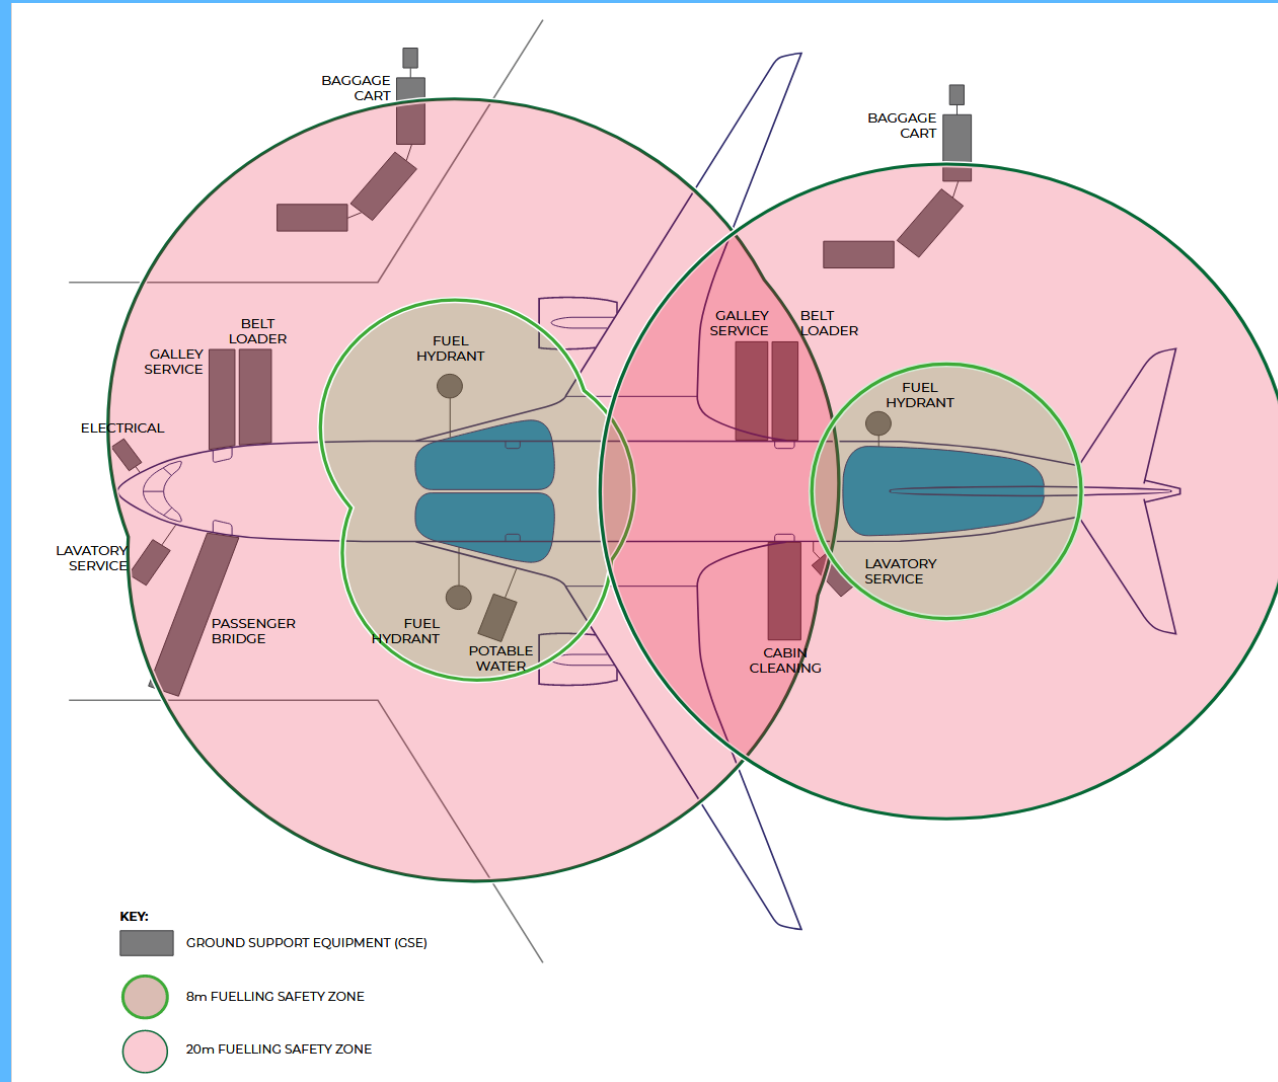 BAGGAGE
CART
BAGGAGE
CART
BELT
LOADER
GALLEY
SERVICE
ELECTRICAL
FUEL
HYDRANT
GALLEY
SERVICE
BELT
LOADER
FUEL
HYDRANT
LAVATORY
SERVICE
PASSENGER
BRIDGE
FUEL
HYDRANT
POTABLE
WATER
LAVATORY
SERVICE
CABIN
CLEANING
KEY:
GROUND SUPPORT EQUIPMENT (GSE)
8m FUELLING SAFETY ZONE
20m FUELLING SAFETY ZONE